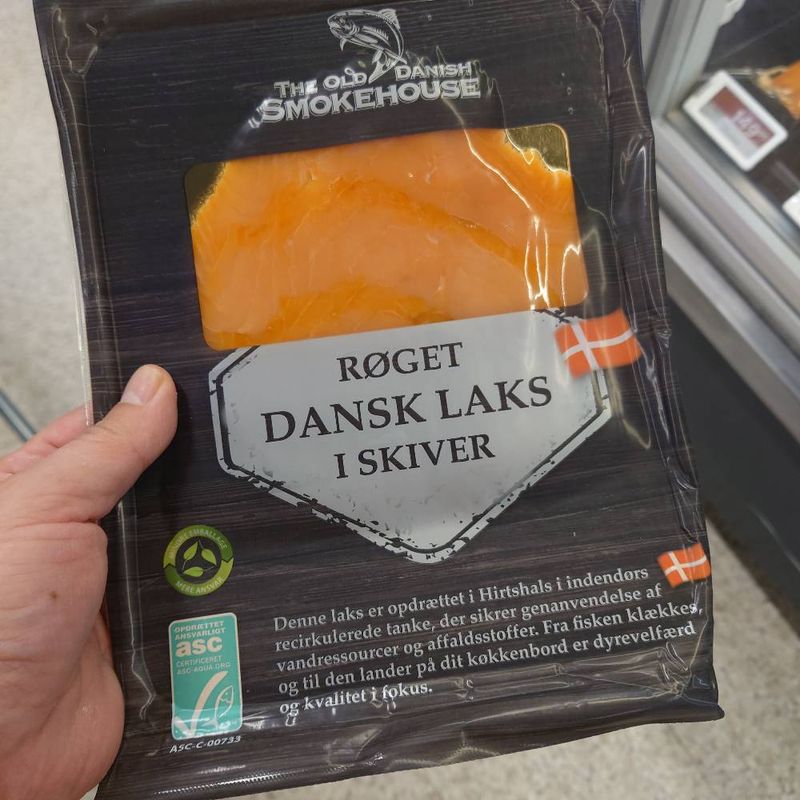 THE OLD DANISH
SMOKEHOUSE
RØGET
DANSK LAKS
I SKIVER
MINDRE EMBALLAGE
MERE ANSVAR
OPDRÆTTET
ANSVARLIGT
asc
CERTIFICERET
ASC-AQUA.ORG
ASC-C-00733
Denne laks er opdrættet i Hirtshals i indendørs
recirkulerede tanke, der sikrer genanvendelse af
vandressourcer og affaldsstoffer. Fra fisken klækkes,
og til den lander på dit køkkenbord er dyrevelfærd
og kvalitet i fokus.